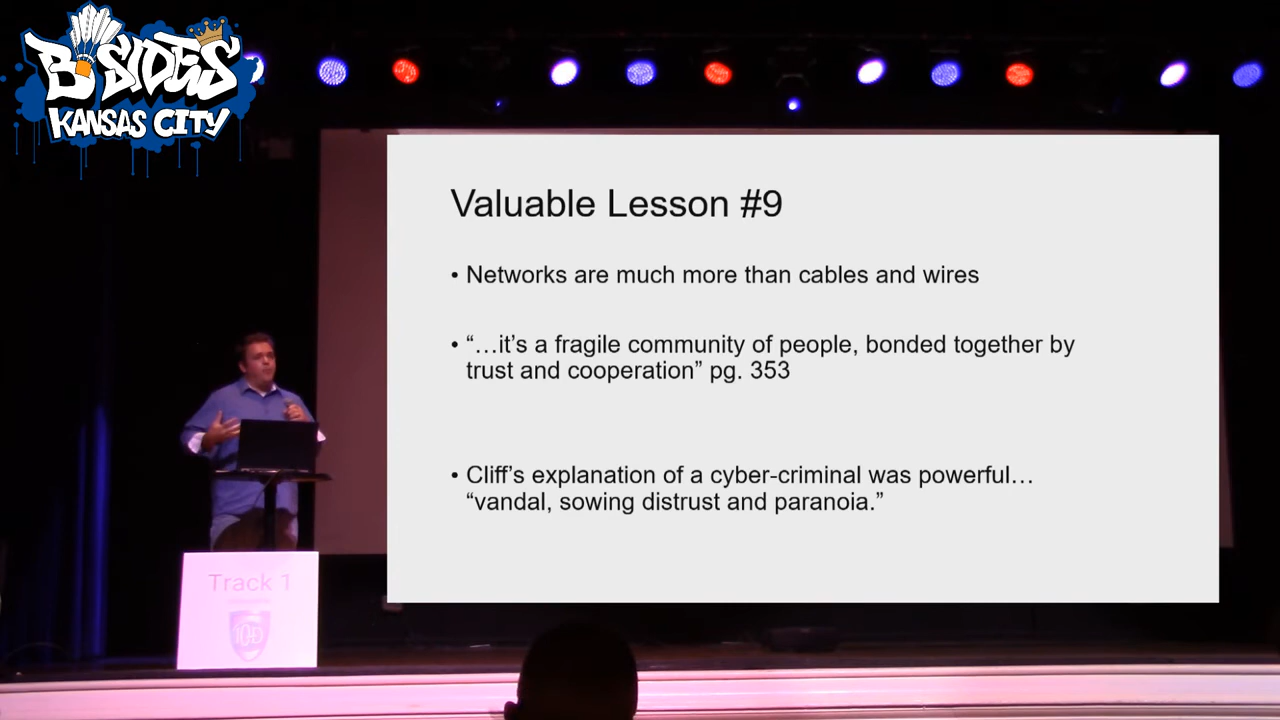 B·SIDES
KANSAS CITY
Valuable Lesson #9
• Networks are much more than cables and wires
• “…it’s a fragile community of people, bonded together by
trust and cooperation” pg. 353
• Cliff’s explanation of a cyber-criminal was powerful…
“vandal, sowing distrust and paranoia.”
Track 1